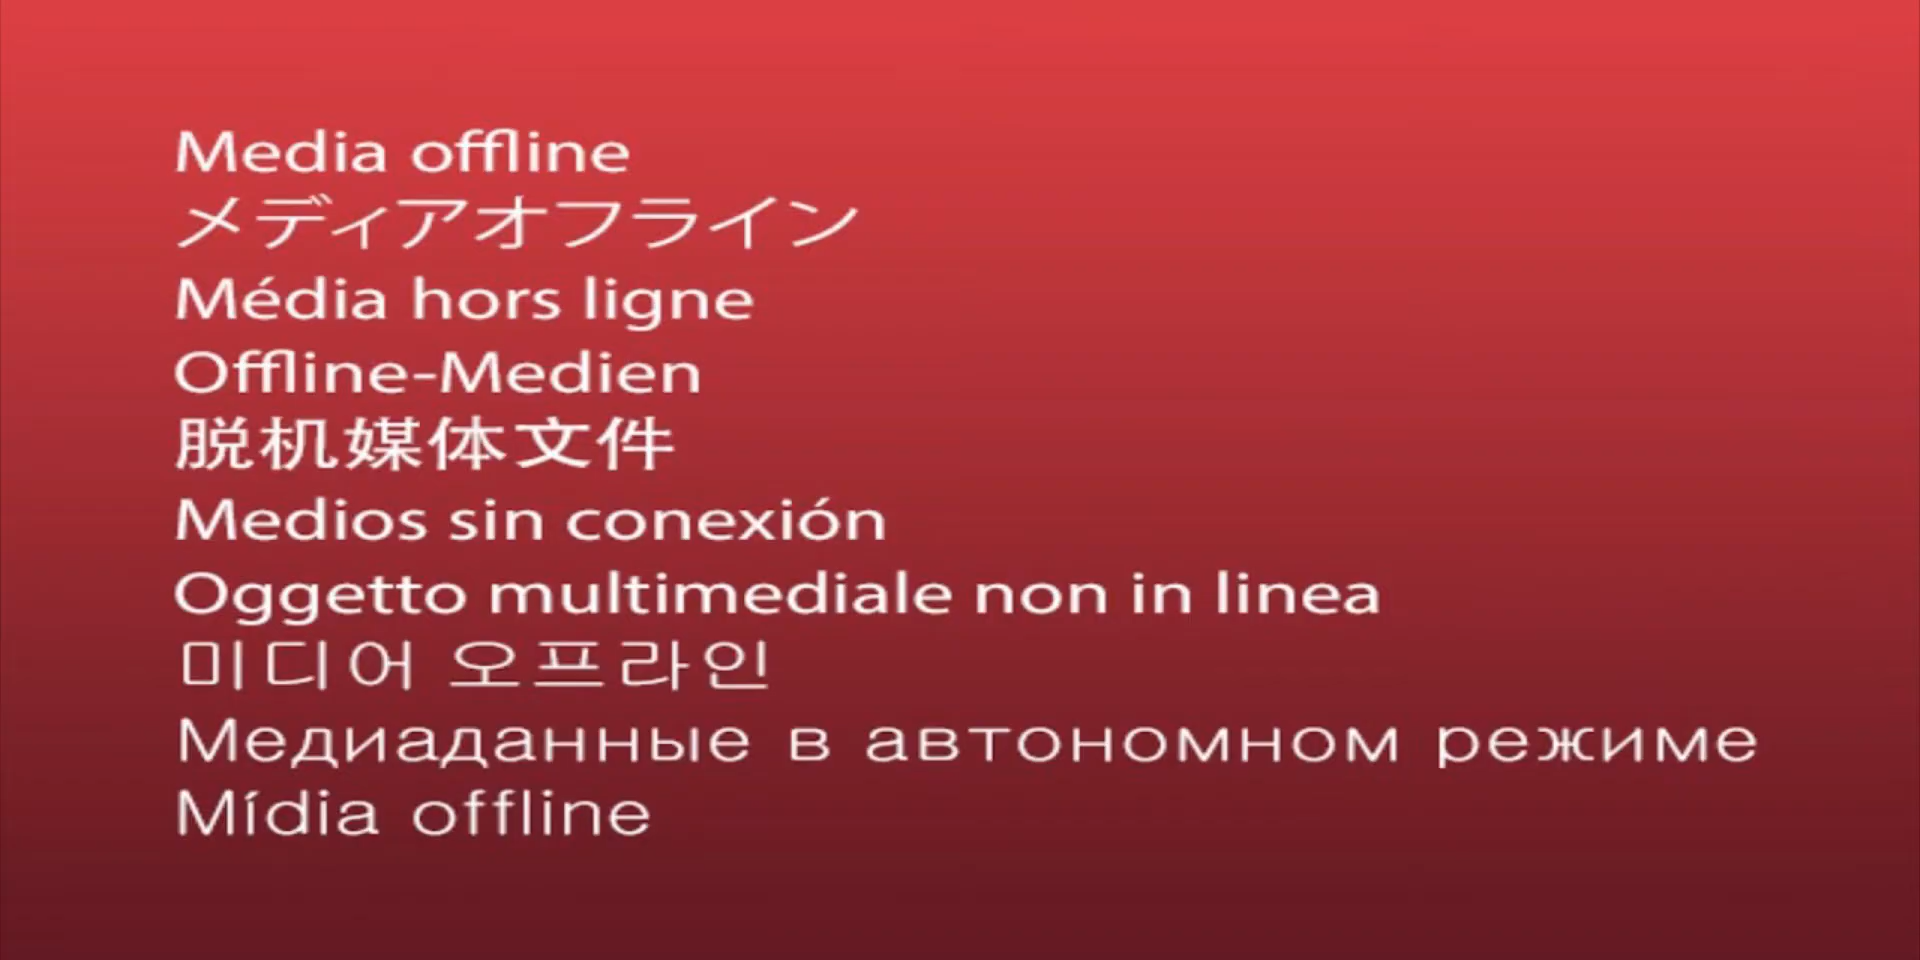 Media offline
メディアオフライン
Média hors ligne
Offline-Medien
脱机媒体文件
Medios sin conexión
Oggetto multimediale non in linea
미디어 오프라인
Медиаданные в автономном режиме
Mídia offline